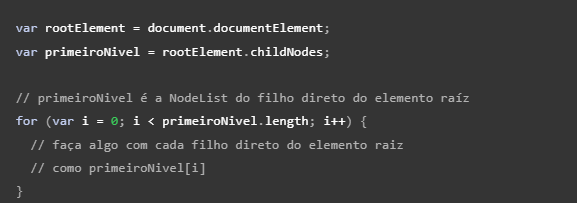 var rootElement = document.documentElement;
var primeiroNivel = rootElement.childNodes;
// primeiroNivel é a NodeList do filho direto do elemento raíz
for (var i = 0; i < primeiroNivel.length; i++) {
// faça algo com cada filho direto do elemento raiz
// como primeiroNivel[i]
}